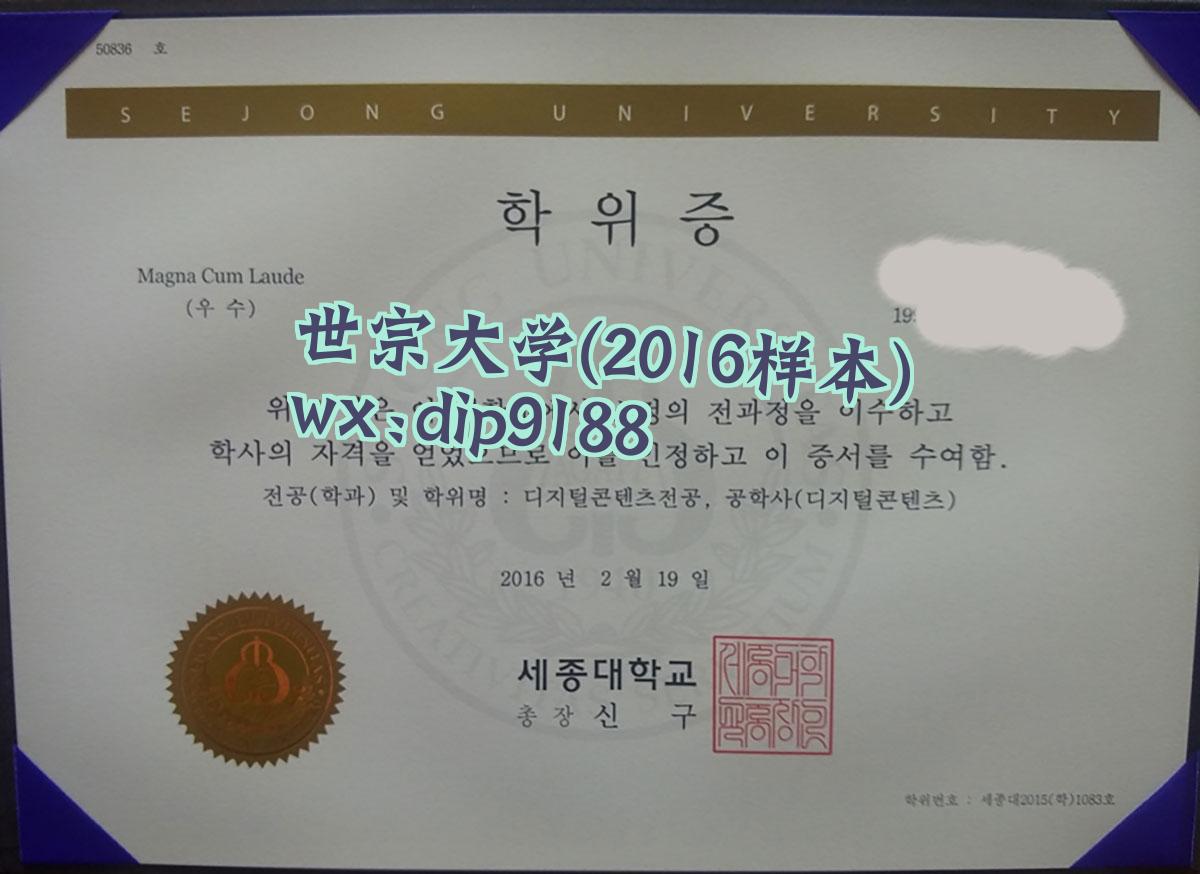 50836 호
SEJONG UNIVERSITY
학위증
Magna Cum Laude
(우 수)
19
世宗大学(2016样本)
wx:dip9188
위 의 전과정을 이수하고
학사의 자격을 얻었으므로 이를 인정하고 이 증서를 수여함.
전공(학과) 및 학위명 : 디지털콘텐츠전공, 공학사(디지털콘텐츠)
2016 년 2 월 19 일
세종대학교
총장 신 구
학위번호 : 세종대2015(학)1083호